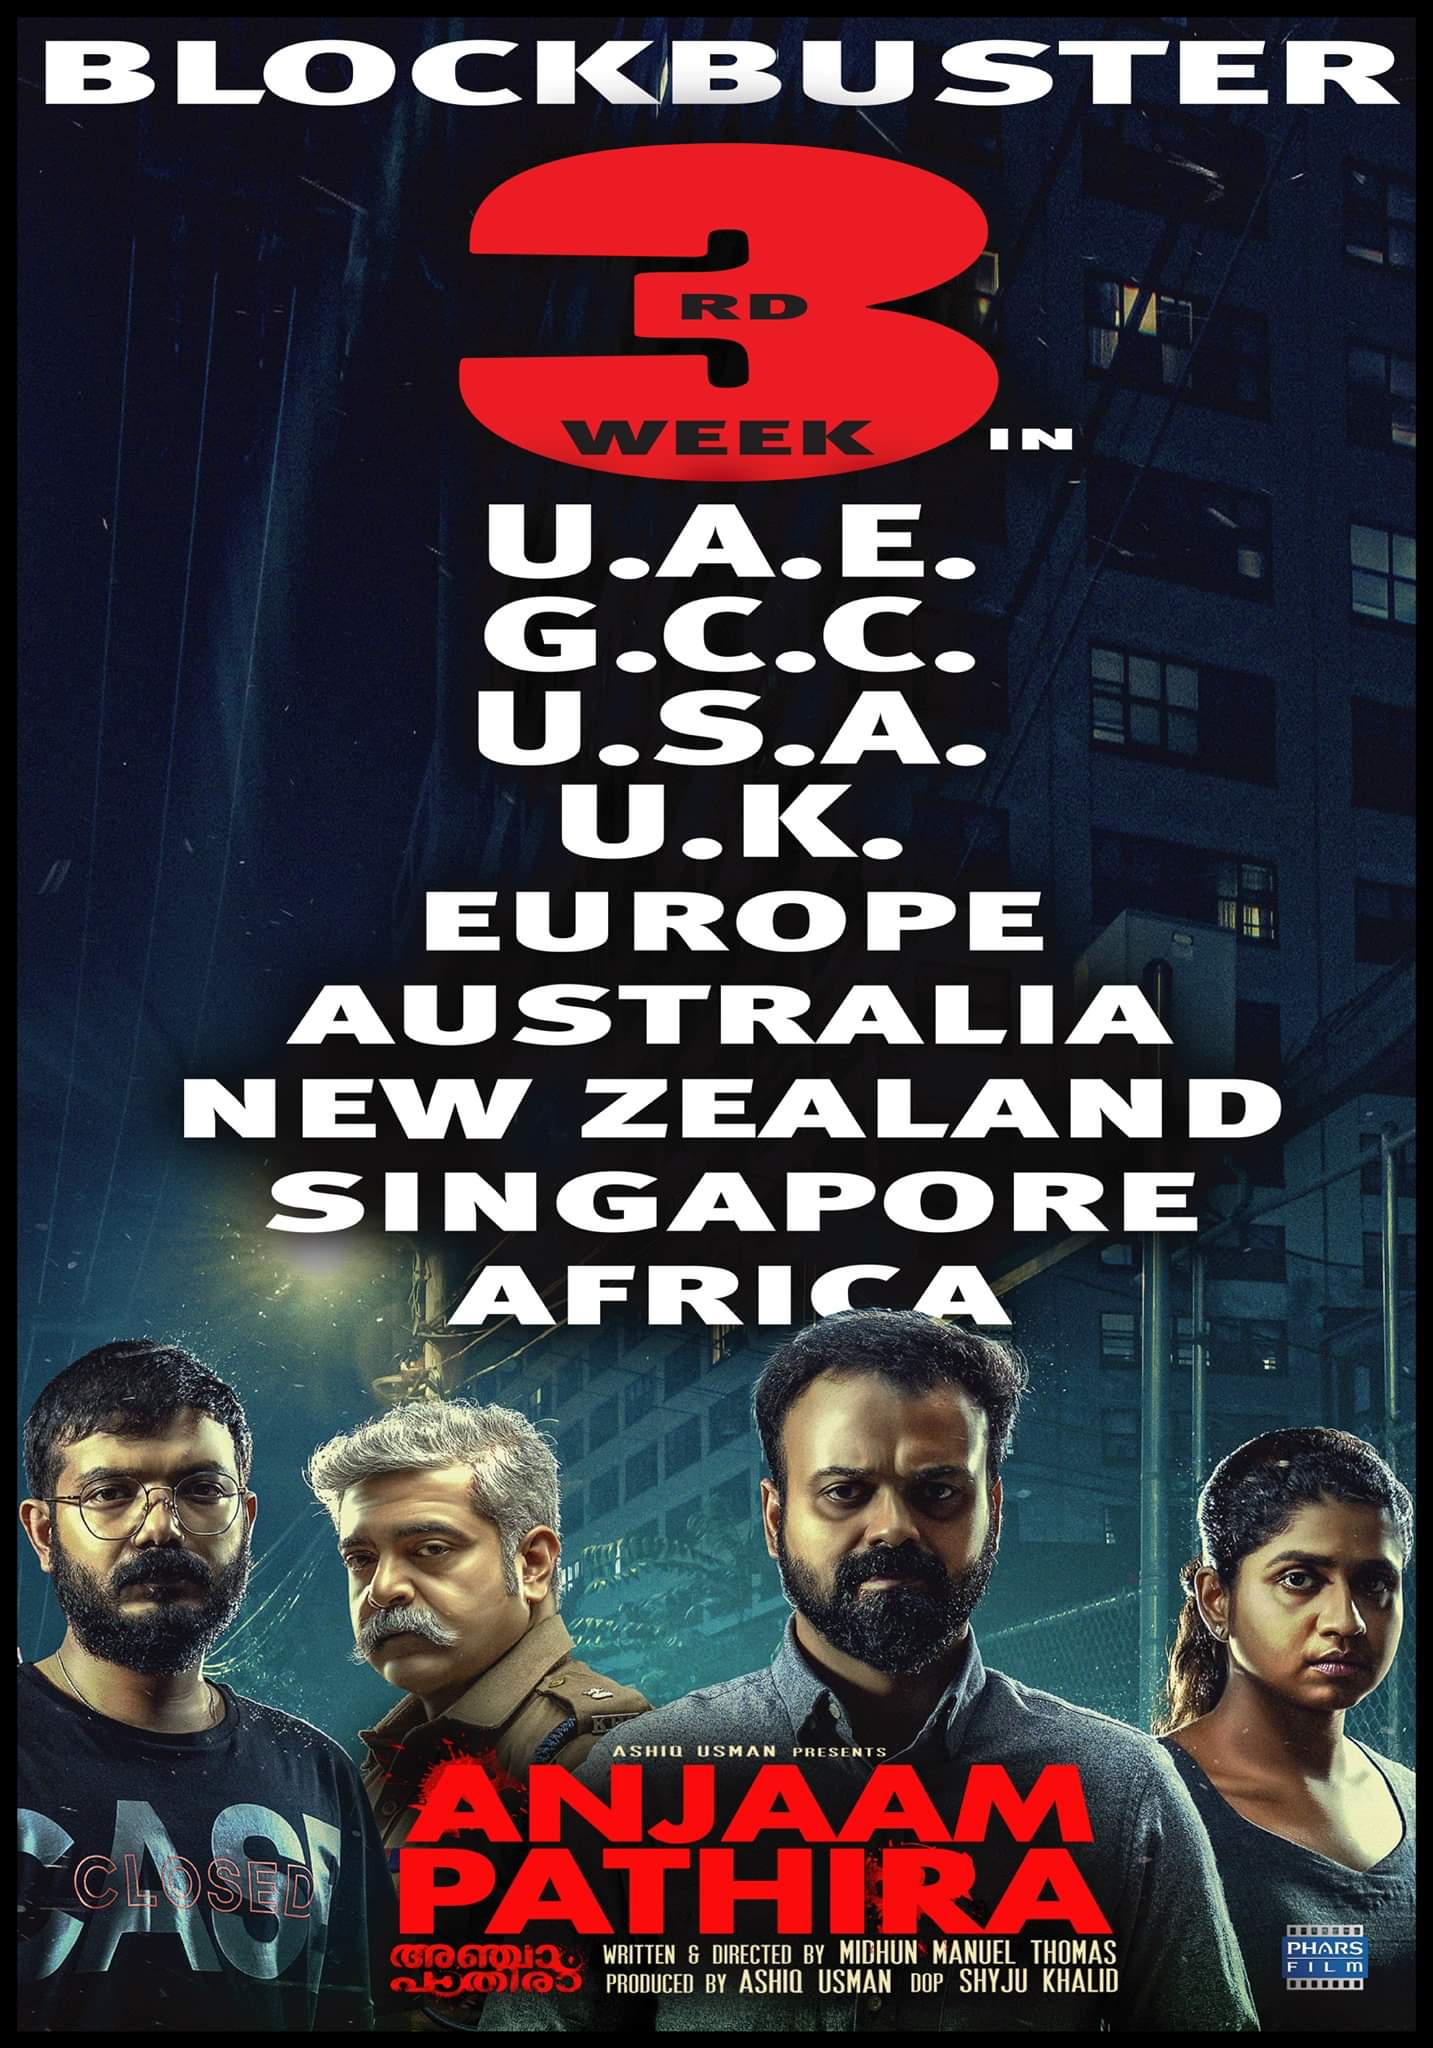 BLOCKBUSTER
3
RD
WEEK
IN
U.A.E.
G.C.C.
U.S.A.
U.K.
EUROPE
AUSTRALIA
NEW ZEALAND
SINGAPORE
AFRICA
CASE
CLOSED
ASHIQ USMAN PRESENTS
ANJAAM
PATHIRA
അഞ്ചാം
പാതിരാ
WRITTEN & DIRECTED BY MIDHUN MANUEL THOMAS
PRODUCED BY ASHIQ USMAN DOP SHYJU KHALID
PHARS
FILM